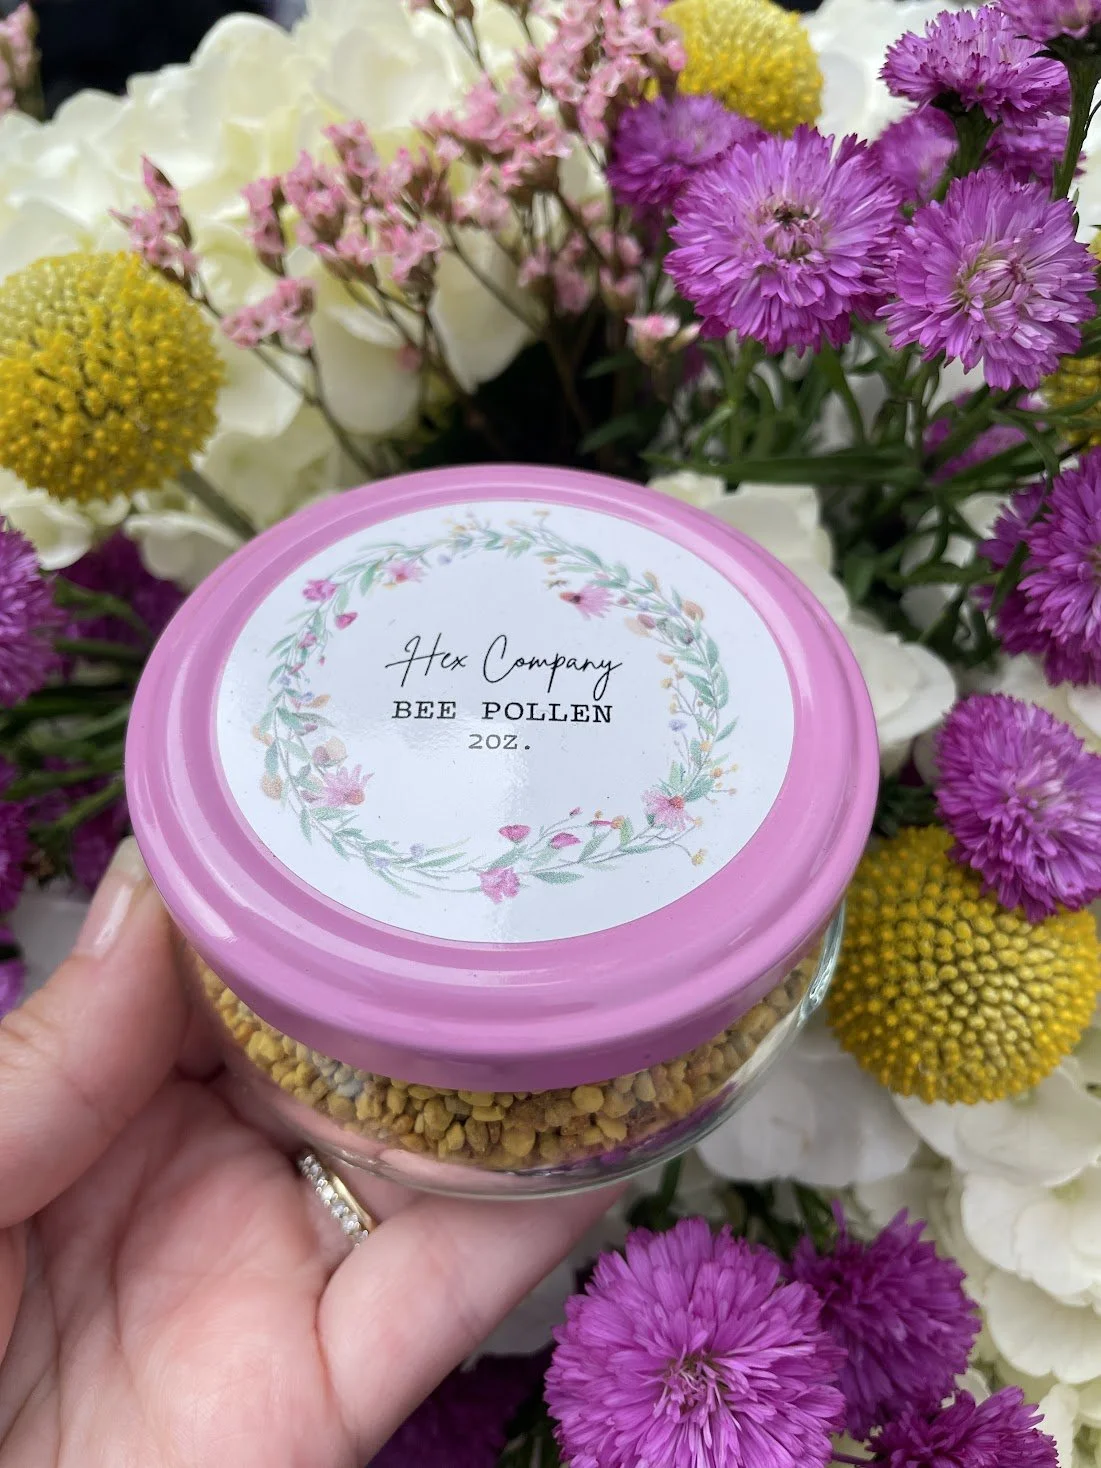 Hex Company
BEE POLLEN
2OZ.